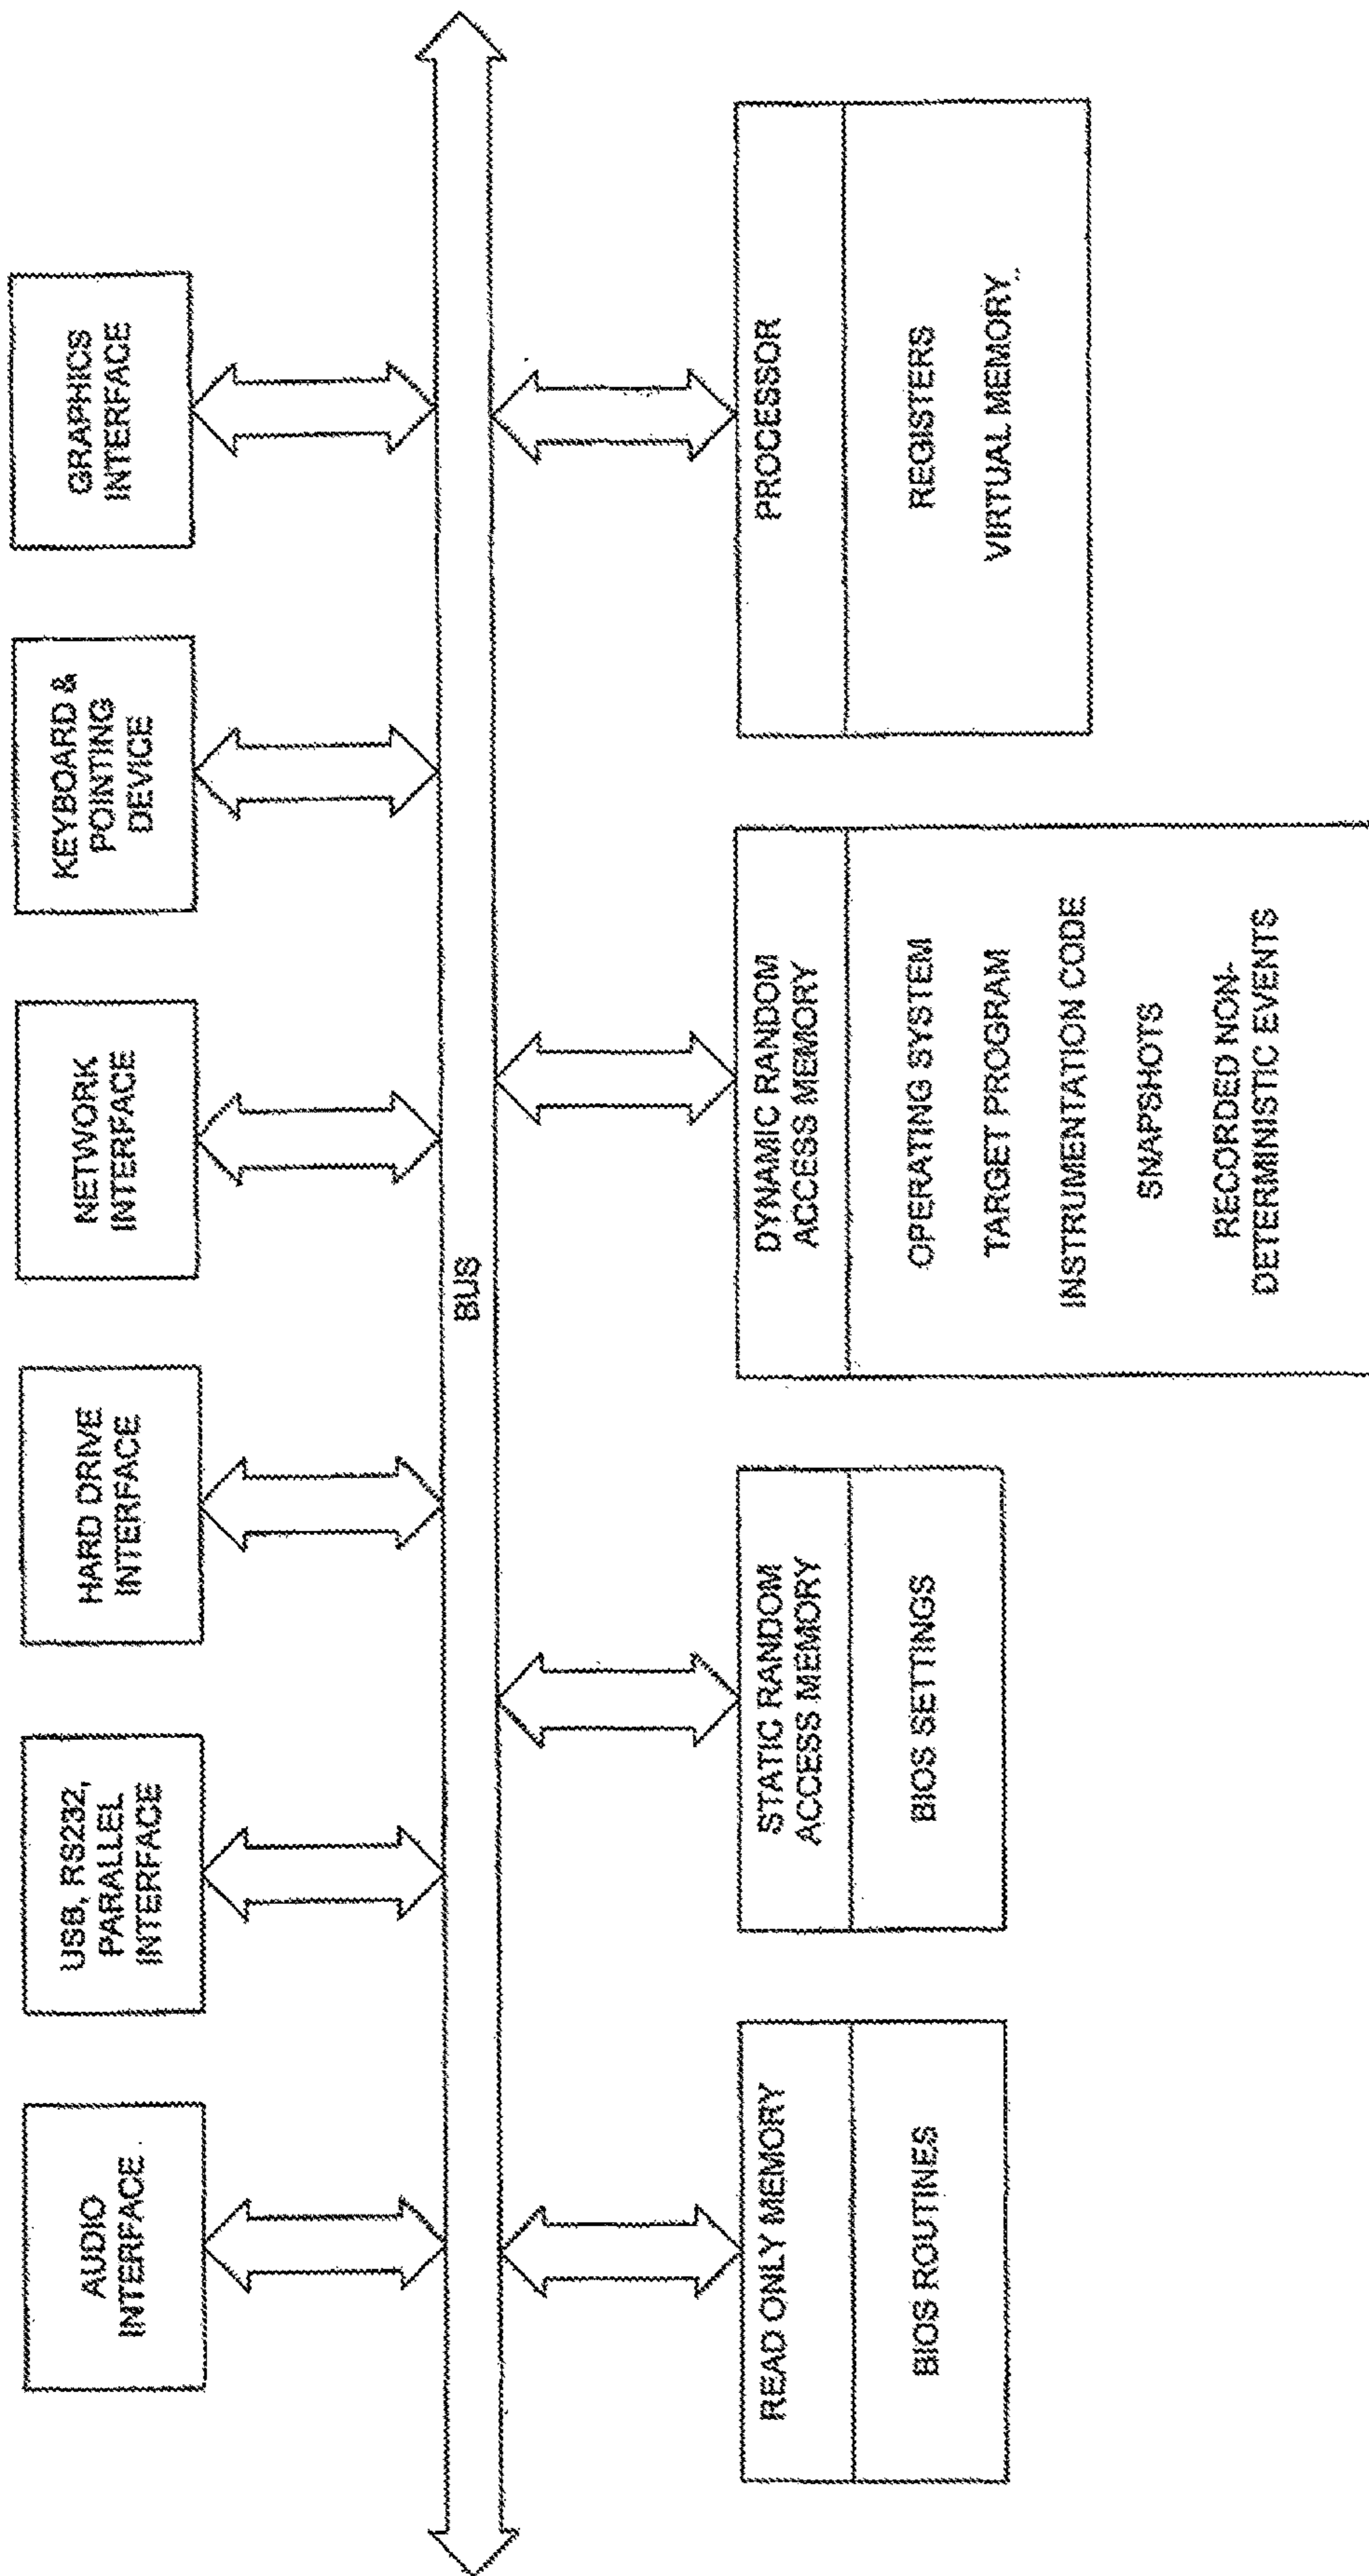 AUDIO
INTERFACE
USB, RS232,
PARALLEL
INTERFACE
HARD DRIVE
INTERFACE
NETWORK
INTERFACE
KEYBOARD &
POINTING
DEVICE
GRAPHICS
INTERFACE
BUS
READ ONLY MEMORY
BIOS ROUTINES
STATIC RANDOM
ACCESS MEMORY
BIOS SETTINGS
DYNAMIC RANDOM
ACCESS MEMORY
OPERATING SYSTEM
TARGET PROGRAM
INSTRUMENTATION CODE
SNAPSHOTS
RECORDED NON-
DETERMINISTIC EVENTS
PROCESSOR
REGISTERS
VIRTUAL MEMORY